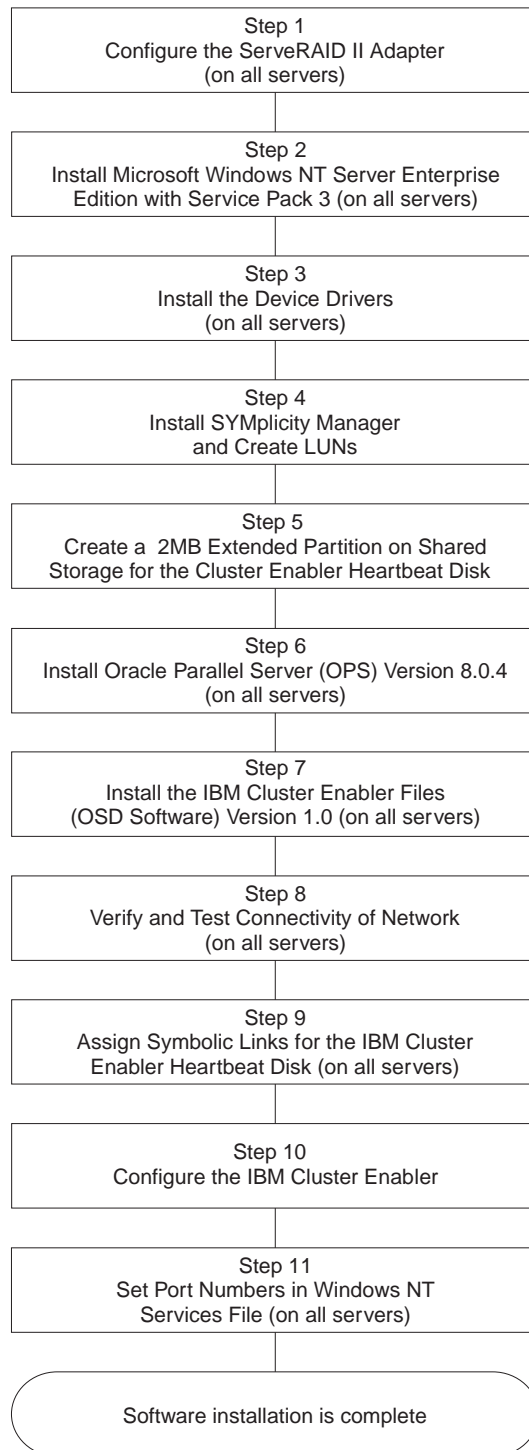 Step 1
Configure the ServeRAID II Adapter
(on all servers)
Step 2
Install Microsoft Windows NT Server Enterprise
Edition with Service Pack 3 (on all servers)
Step 3
Install the Device Drivers
(on all servers)
Step 4
Install SYMplicity Manager
and Create LUNs
Step 5
Create a 2MB Extended Partition on Shared
Storage for the Cluster Enabler Heartbeat Disk
Step 6
Install Oracle Parallel Server (OPS) Version 8.0.4
(on all servers)
Step 7
Install the IBM Cluster Enabler Files
(OSD Software) Version 1.0 (on all servers)
Step 8
Verify and Test Connectivity of Network
(on all servers)
Step 9
Assign Symbolic Links for the IBM Cluster
Enabler Heartbeat Disk (on all servers)
Step 10
Configure the IBM Cluster Enabler
Step 11
Set Port Numbers in Windows NT
Services File (on all servers)
Software installation is complete